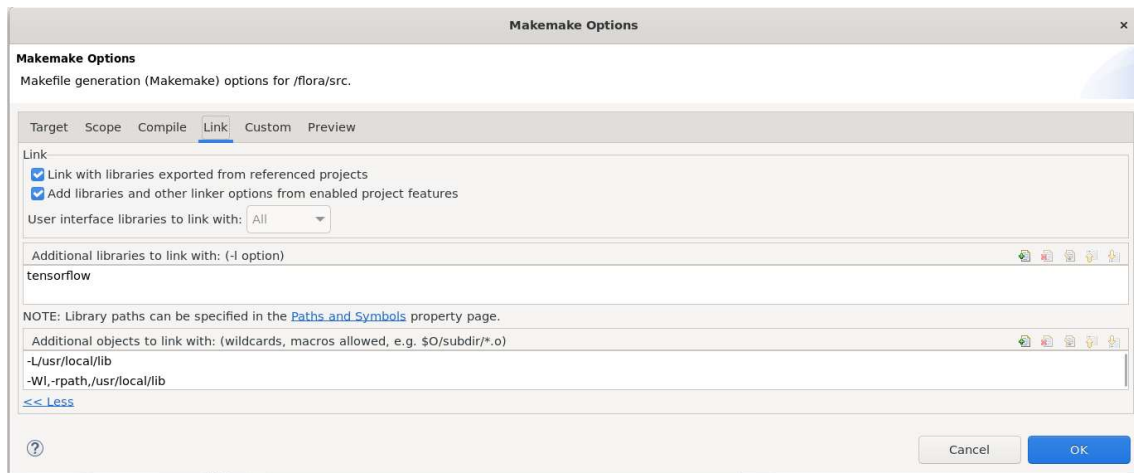 Makemake Options
×
Makemake Options
Makefile generation (Makemake) options for /flora/src.
Target Scope Compile Link Custom Preview
Link
Link with libraries exported from referenced projects
Add libraries and other linker options from enabled project features
User interface libraries to link with: All
Additional libraries to link with: (-l option)
tensorflow
NOTE: Library paths can be specified in the Paths and Symbols property page.
Additional objects to link with: (wildcards, macros allowed, e.g. $O/subdir/*.o)
-L/usr/local/lib
-Wl,-rpath,/usr/local/lib
<< Less
?
Cancel OK